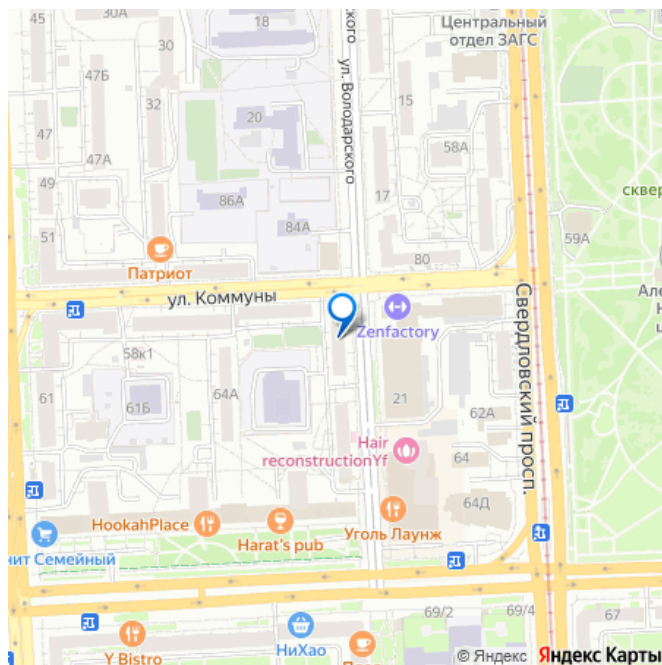 30А
30
18
Центральный
отдел ЗАГС
47Б
32
20
ул. Володарского
15
47
58А
47А
49
86А
17
сквер
84А
51
59А
80
Патриот
ул. Коммуны
Свердловский просп.
Zenfactory
58к1
61
61Б
64А
21
62А
Hair
reconstructionYf
64
64Д
HookahPlace
Harat's pub
Уголь Лаунж
нит Семейный
69/2
69/4
67
НиХао
Y Bistro
© Яндекс Яндекс Карты